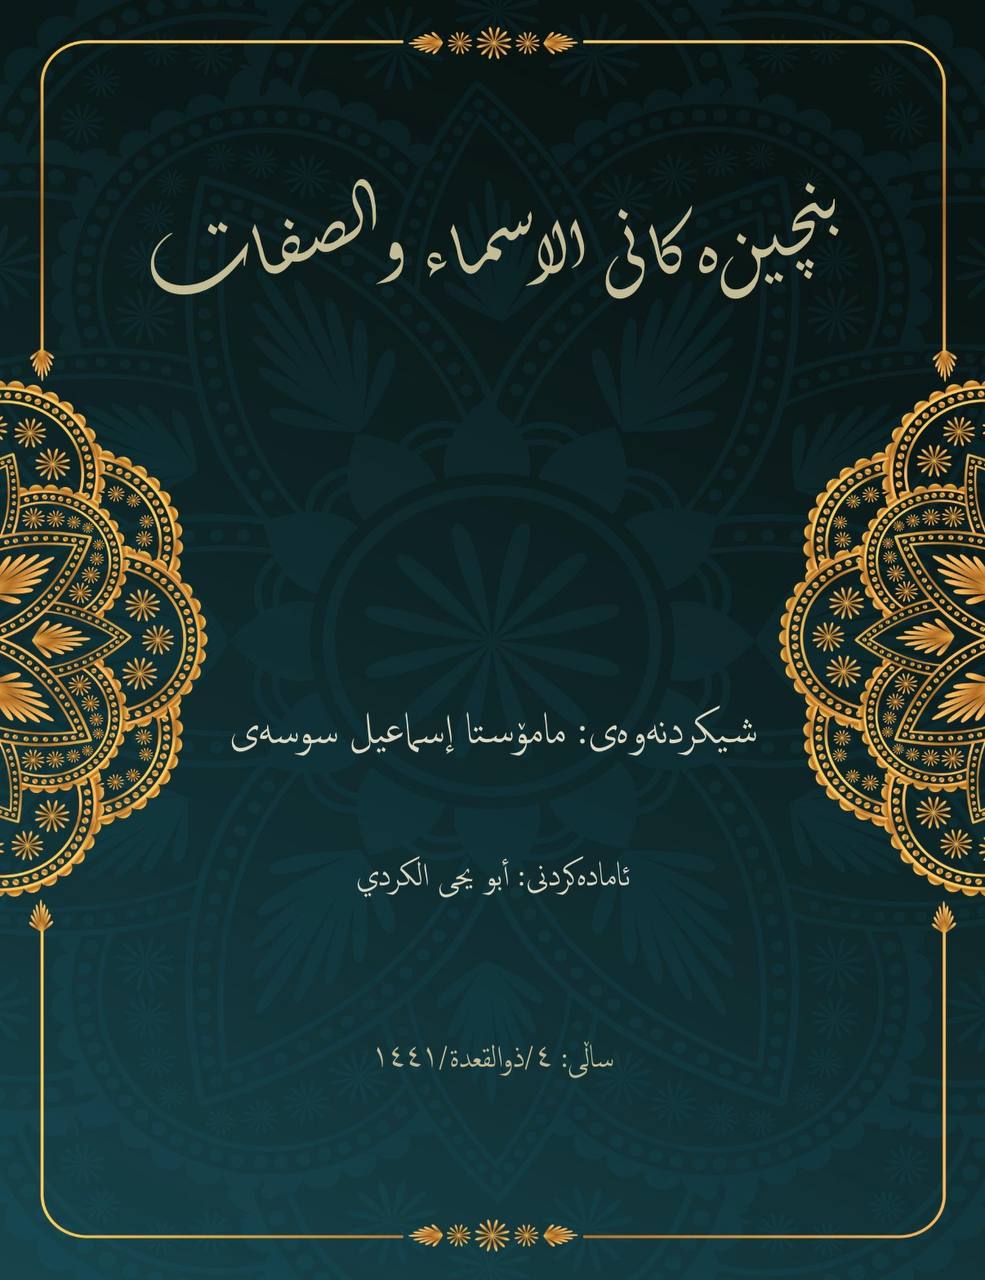 بنچینەکانی الاسماء والصفات
شیکردنەوەی: مامۆستا إسماعیل سوسەی
ئامادەکردنی: أبو یحی الكردي
ساڵی: ٤/ذوالقعدة/١٤٤١